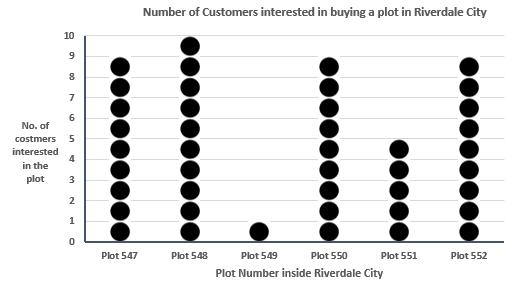 Number of Customers interested in buying a plot in Riverdale City
10
9
8
7
6
5
4
3
2
1
0
No. of
costmers
interested
in the
plot
Plot 547 Plot 548 Plot 549 Plot 550 Plot 551 Plot 552
Plot Number inside Riverdale City